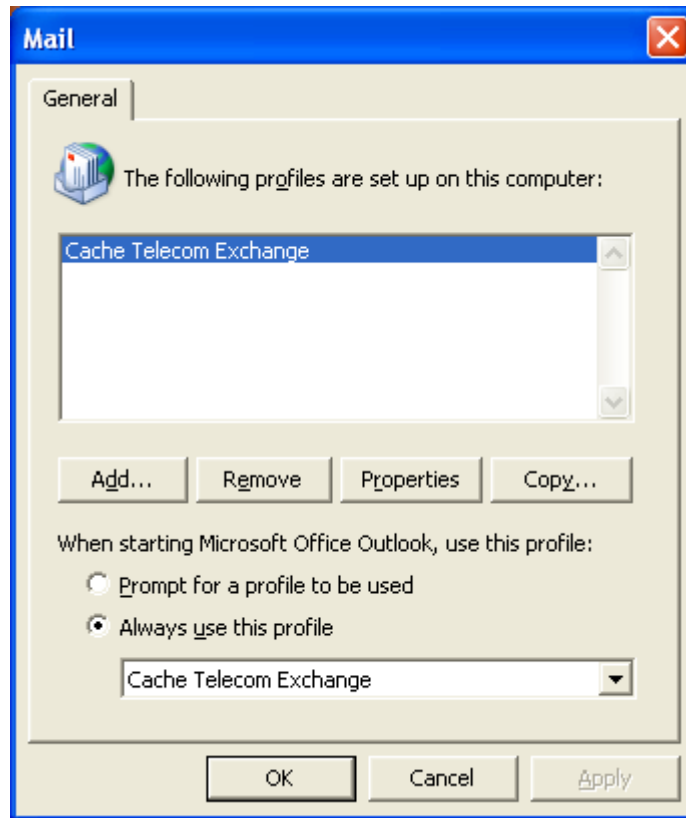 Mail
General
The following profiles are set up on this computer:
Cache Telecom Exchange
Add... Remove Properties Copy...
When starting Microsoft Office Outlook, use this profile:
Prompt for a profile to be used
Always use this profile
Cache Telecom Exchange
OK Cancel Apply